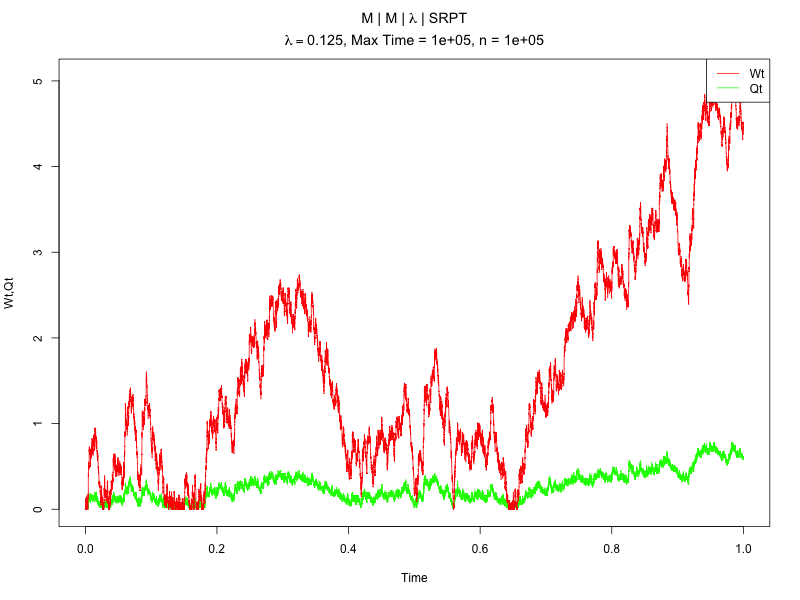 M | M | λ | SRPT
λ = 0.125, Max Time = 1e+05, n = 1e+05
Wt
Qt
5
4
3
2
1
0
Wt,Qt
0.0 0.2 0.4 0.6 0.8 1.0
Time